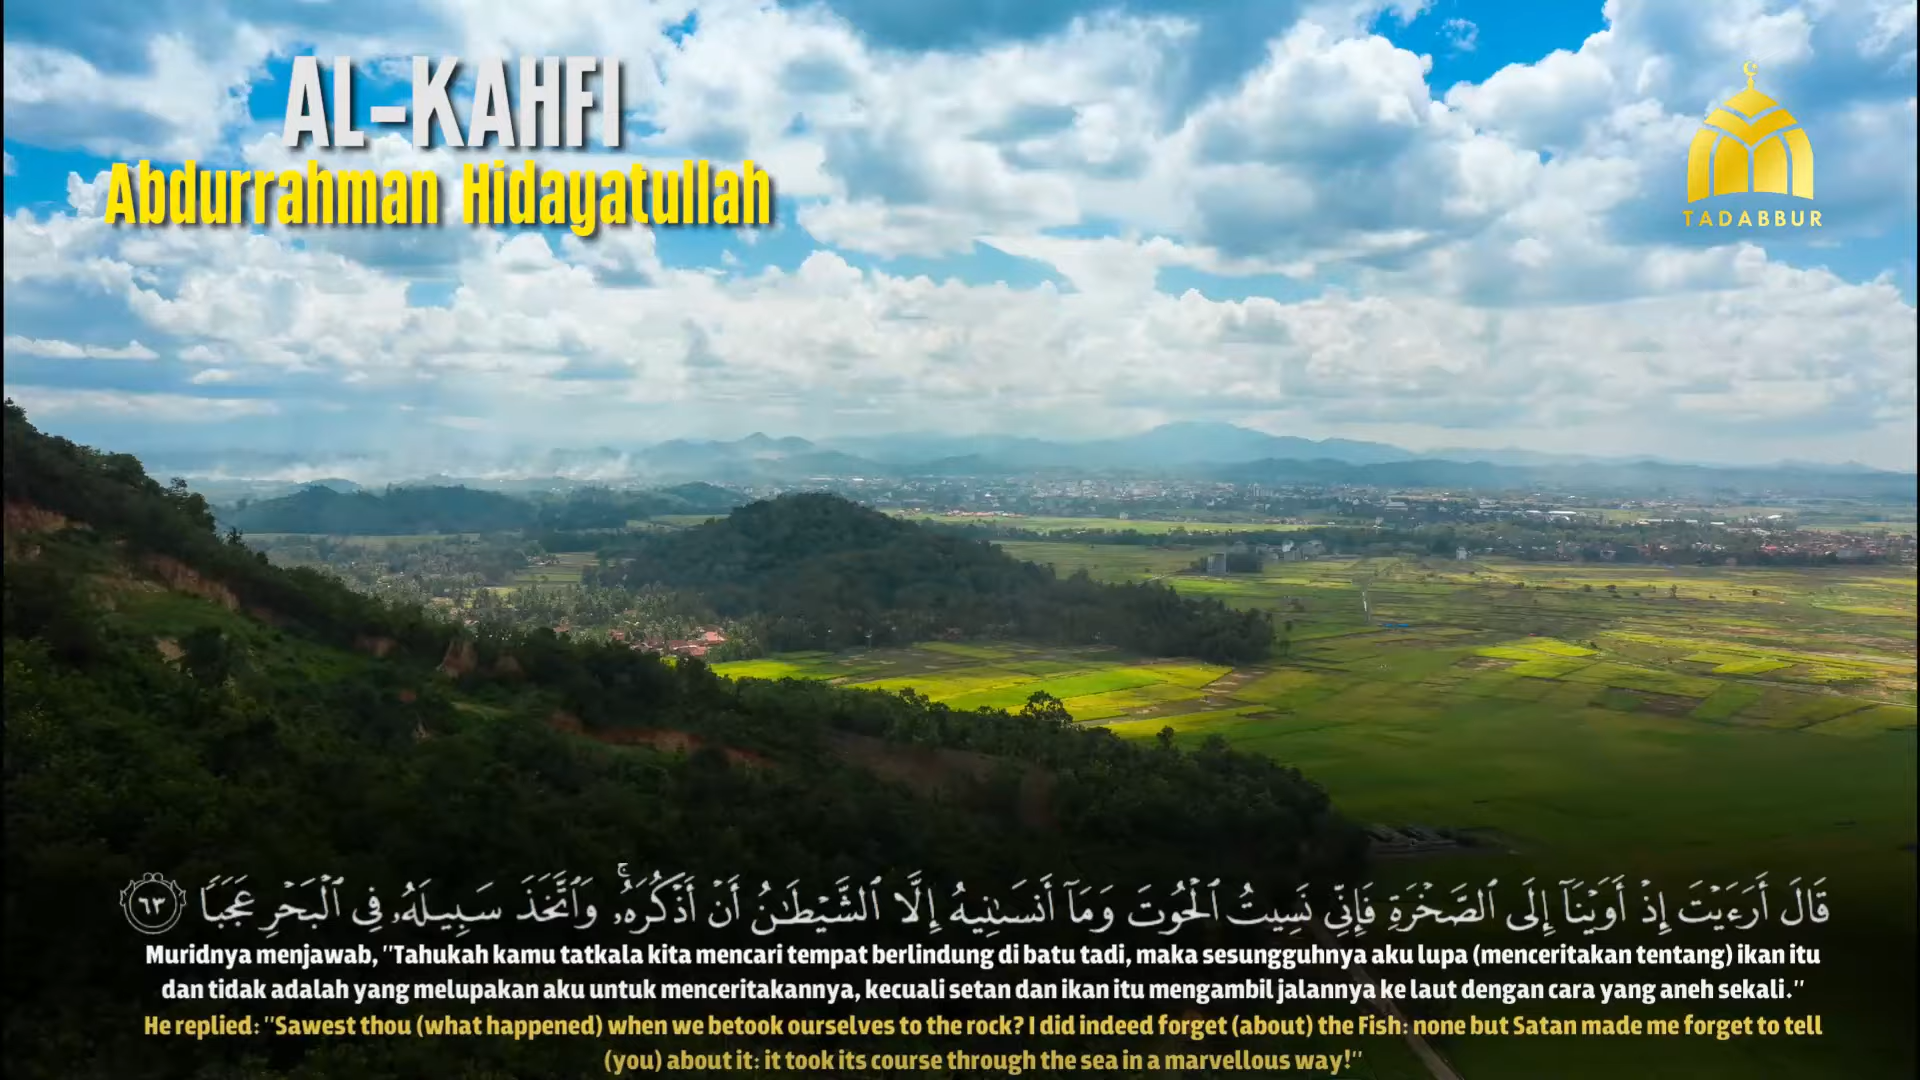 AL-KAHFI
Abdurrahman Hidayatullah
TADABBUR
قَالَ أَرَءَيْتَ إِذْ أَوَيْنَآ إِلَى ٱلصَّخْرَةِ فَإِنِّى نَسِيتُ ٱلْحُوتَ وَمَآ أَنسَىٰنِيهُ إِلَّا ٱلشَّيْطَٰنُ أَنْ أَذْكُرَهُۥ ۚ وَٱتَّخَذَ سَبِيلَهُۥ فِى ٱلْبَحْرِ عَجَبًا ٦٣
Muridnya menjawab, "Tahukah kamu tatkala kita mencari tempat berlindung di batu tadi, maka sesungguhnya aku lupa (menceritakan tentang) ikan itu
dan tidak adalah yang melupakan aku untuk menceritakannya, kecuali setan dan ikan itu mengambil jalannya ke laut dengan cara yang aneh sekali."
He replied: "Sawest thou (what happened) when we betook ourselves to the rock? I did indeed forget (about) the Fish: none but Satan made me forget to tell
(you) about it: it took its course through the sea in a marvellous way!"